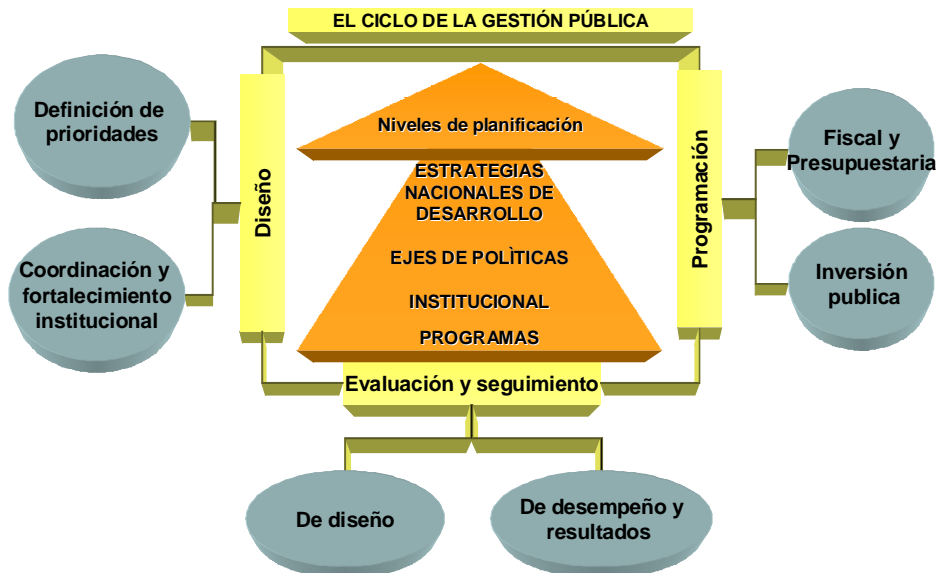 EL CICLO DE LA GESTIÓN PÚBLICA
Definición de
prioridades
Coordinación y
fortalecimiento
institucional
Diseño
Niveles de planificación
ESTRATEGIAS
NACIONALES DE
DESARROLLO
EJES DE POLÌTICAS
INSTITUCIONAL
PROGRAMAS
Programación
Fiscal y
Presupuestaria
Inversión
publica
Evaluación y seguimiento
De diseño
De desempeño y
resultados